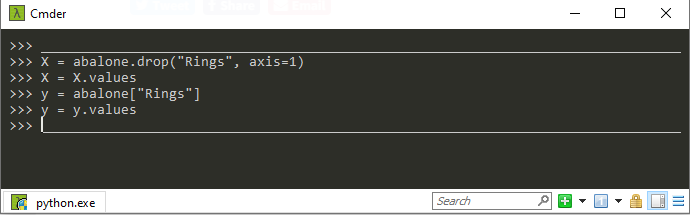 Cmder
>>>
>>> X = abalone.drop("Rings", axis=1)
>>> X = X.values
>>> y = abalone["Rings"]
>>> y = y.values
>>>
python.exe
Search